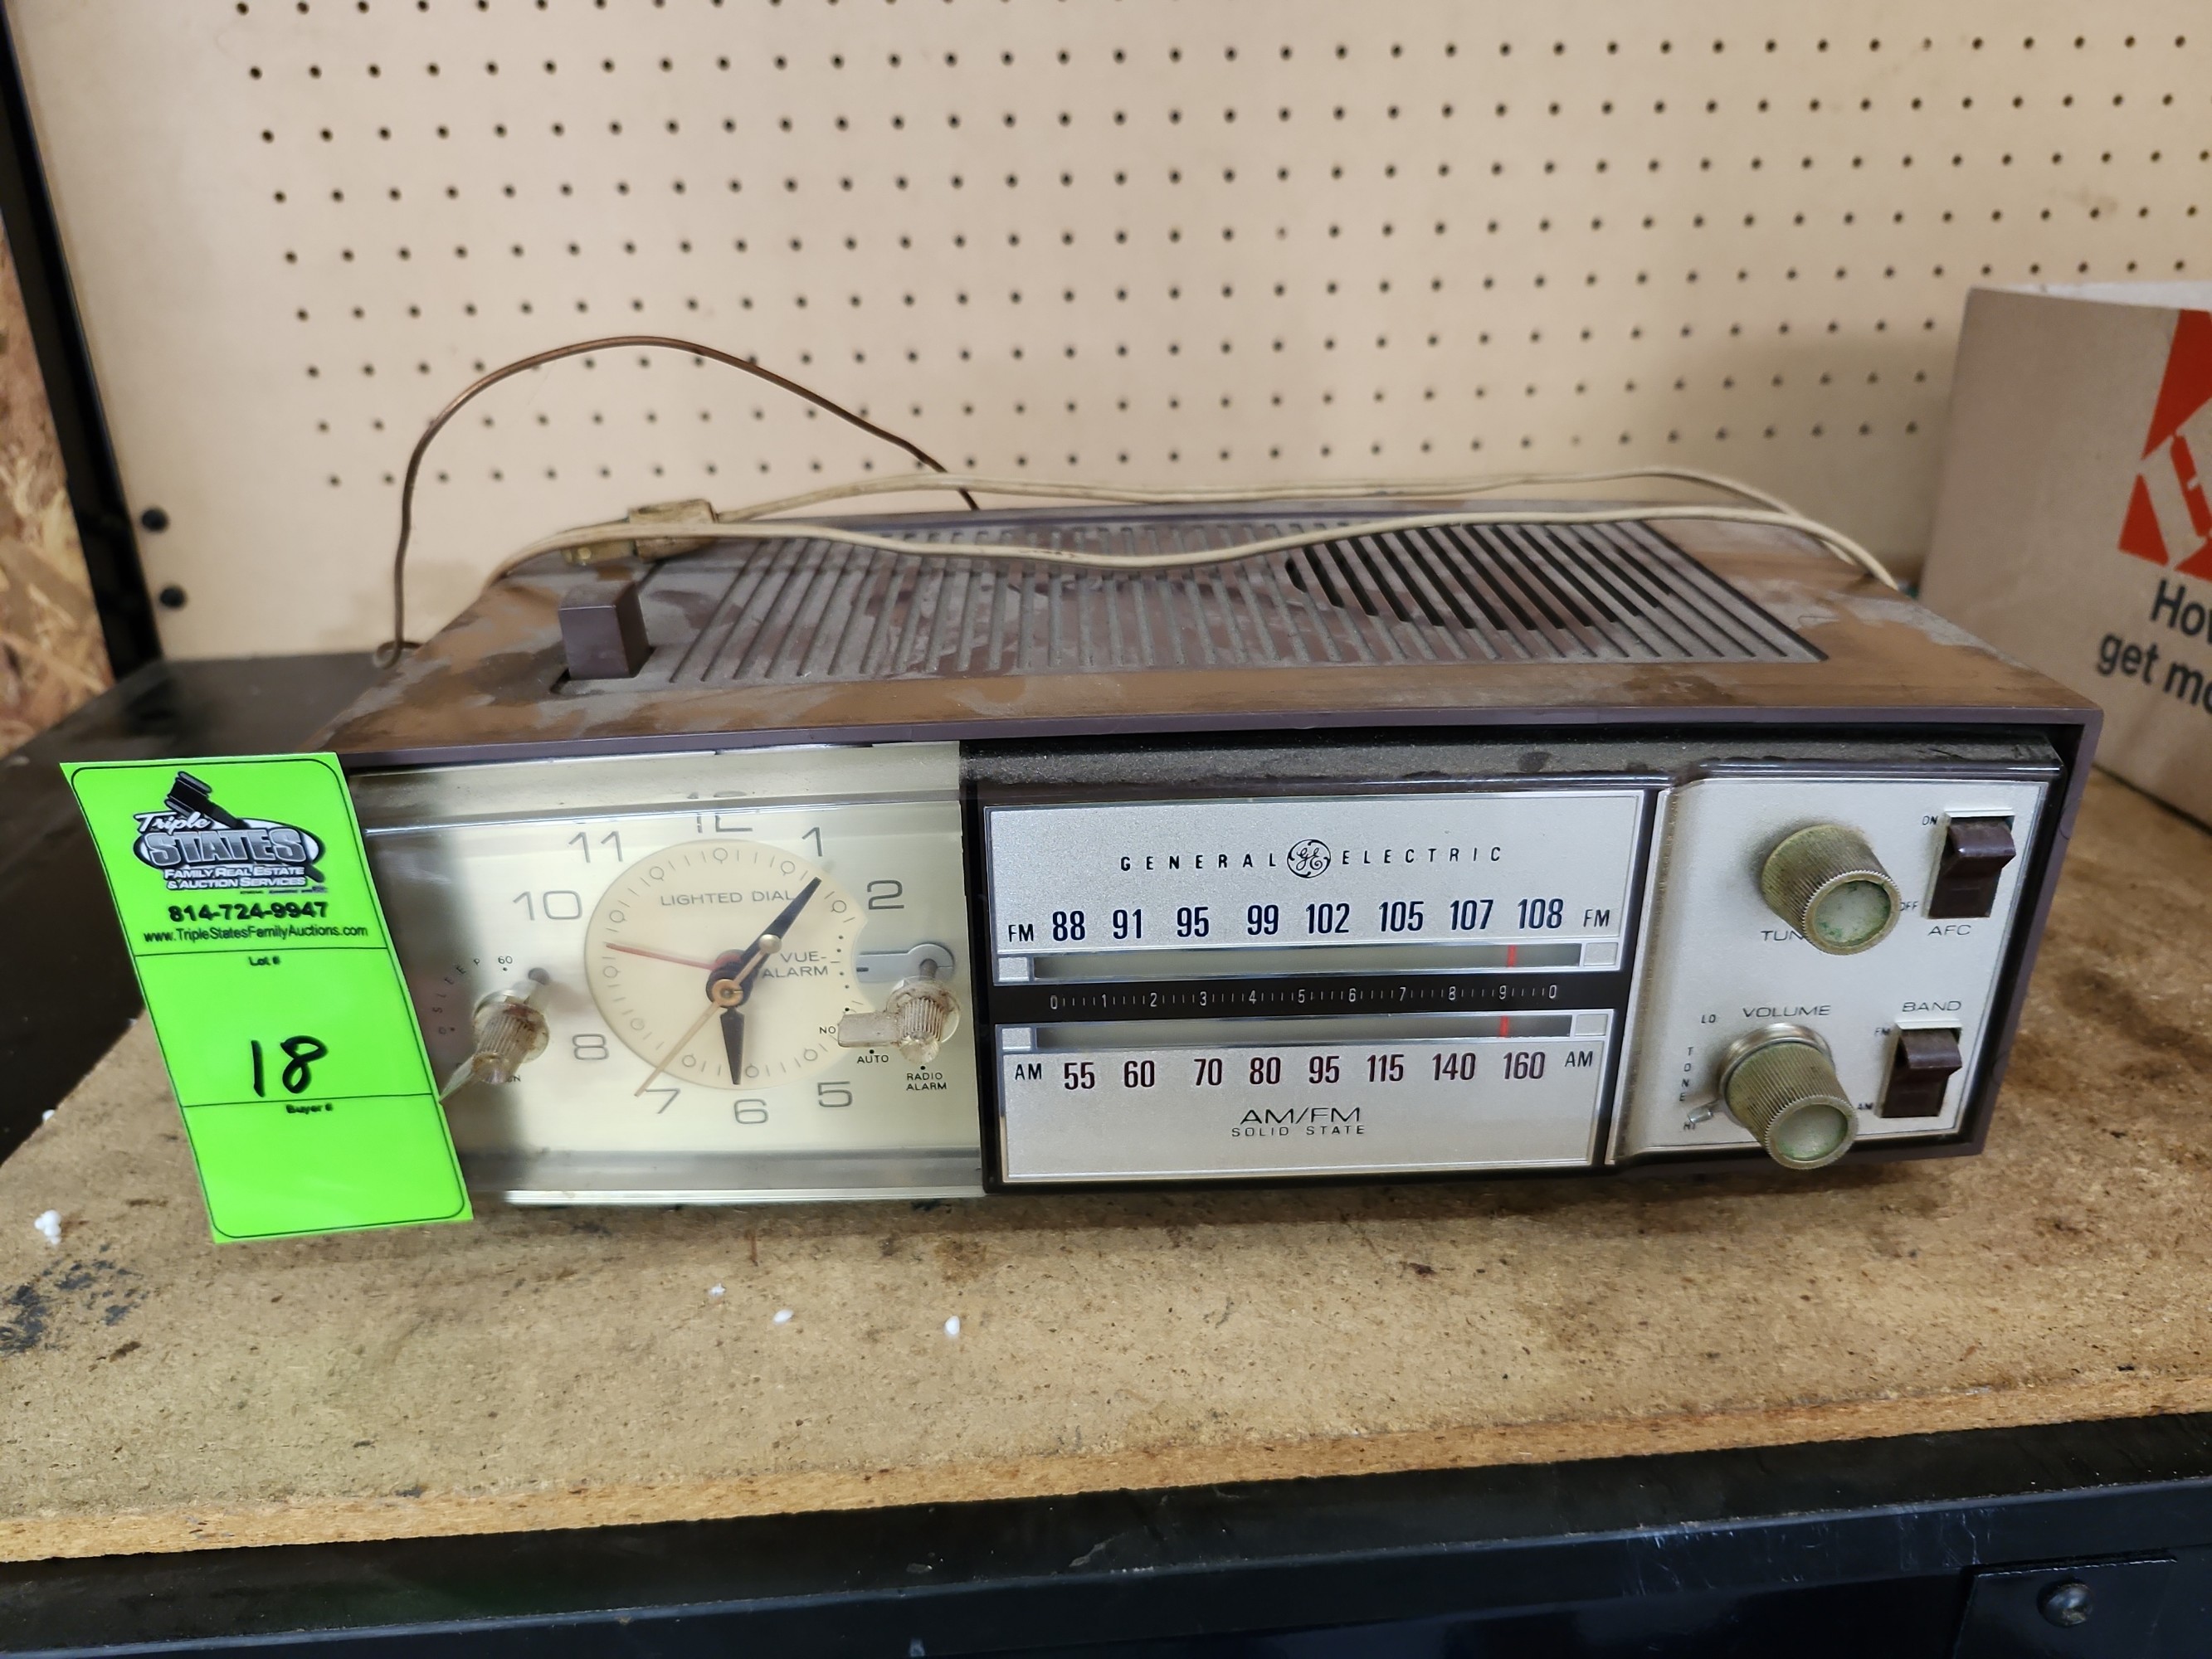 Triple
STATES
FAMILY REAL ESTATE
& AUCTION SERVICES
814-724-9947
www.TripleStatesFamilyAuctions.com
Lot #
18
Buyer #
12
11 1
10 2
8
7 6 5
LIGHTED DIAL
VUE-
ALARM
SLEEP 60
AUTO
RADIO
ALARM
GENERAL GE ELECTRIC
FM 88 91 95 99 102 105 107 108 FM
0 1 2 3 4 5 6 7 8 9 0
AM 55 60 70 80 95 115 140 160 AM
AM/FM
SOLID STATE
ON
OFF
AFC
LO VOLUME
TONE
HI
BAND
FM
AM